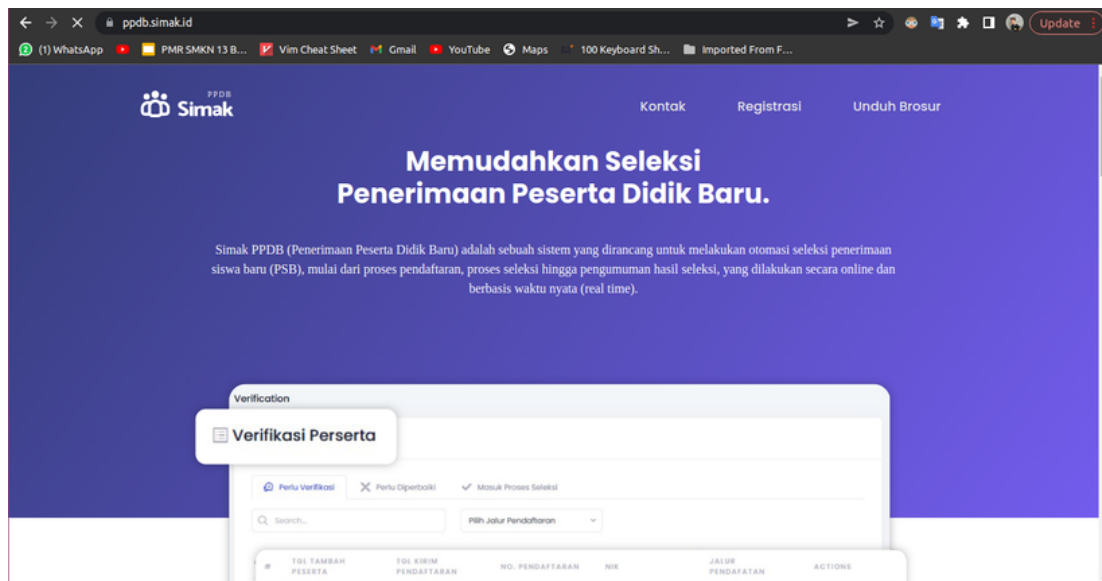 ppdb.simak.id
Update
(1) WhatsApp
PMR SMKN 13 B...
Vim Cheat Sheet
Gmail
YouTube
Maps
100 Keyboard Sh...
Imported From F...
PPDB
Simak
Kontak
Registrasi
Unduh Brosur
Memudahkan Seleksi
Penerimaan Peserta Didik Baru.
Simak PPDB (Penerimaan Peserta Didik Baru) adalah sebuah sistem yang dirancang untuk melakukan otomasi seleksi penerimaan
siswa baru (PSB), mulai dari proses pendaftaran, proses seleksi hingga pengumuman hasil seleksi, yang dilakukan secara online dan
berbasis waktu nyata (real time).
Verification
Verifikasi Perserta
Perlu Verifikasi
Perlu Diperbaiki
Masuk Proses Seleksi
Search...
Pilih Jalur Pendaftaran
#
TGL TAMBAH
PESERTA
TGL KIRIM
PENDAFTARAN
NO. PENDAFTARAN
NIK
JALUR
PENDAFATAN
ACTIONS